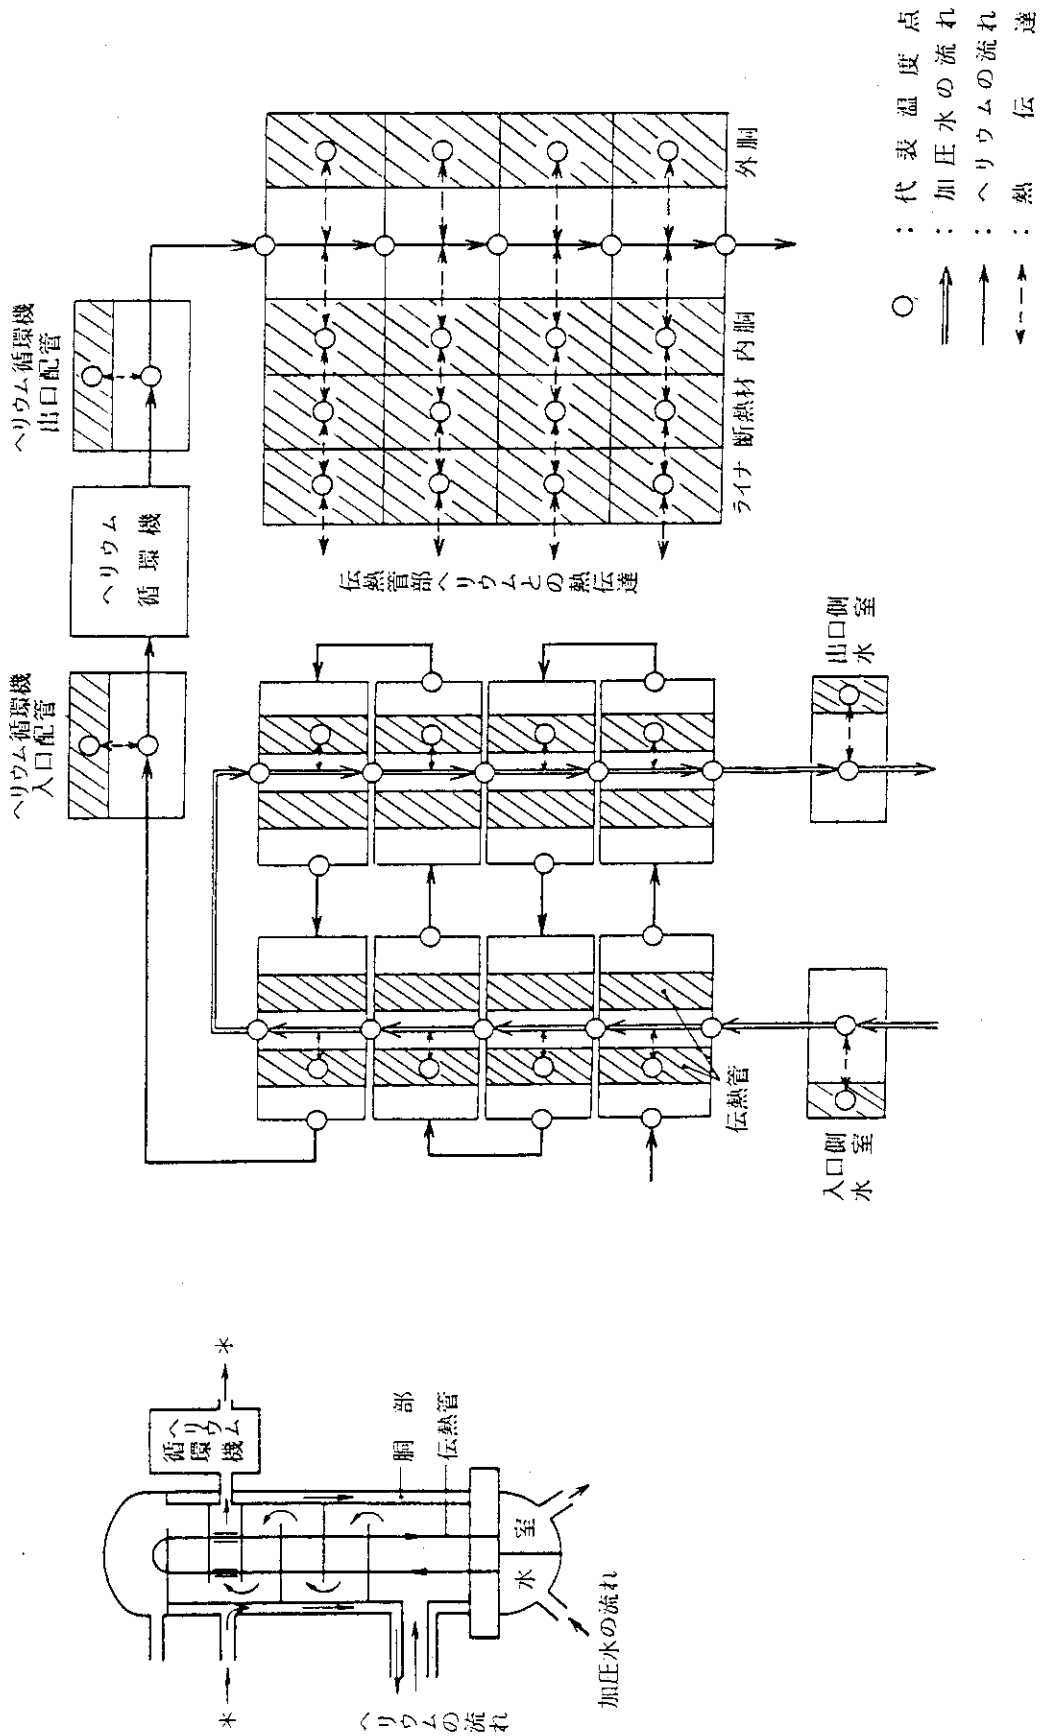 ヘリウム循環機
出口配管
ヘリウム
循環機
ヘリウム循環機
入口配管
外胴
内胴
断熱材
ライナ
伝熱管部ヘリウムとの熱伝達
出口側
水室
伝熱管
入口側
水室
○ : 代表温度点
⇒ : 加圧水の流れ
→ : ヘリウムの流れ
: 熱伝達
*
ヘリウム
循環機
胴部
伝熱管
水室
加圧水の流れ
*
ヘリウムの流れ